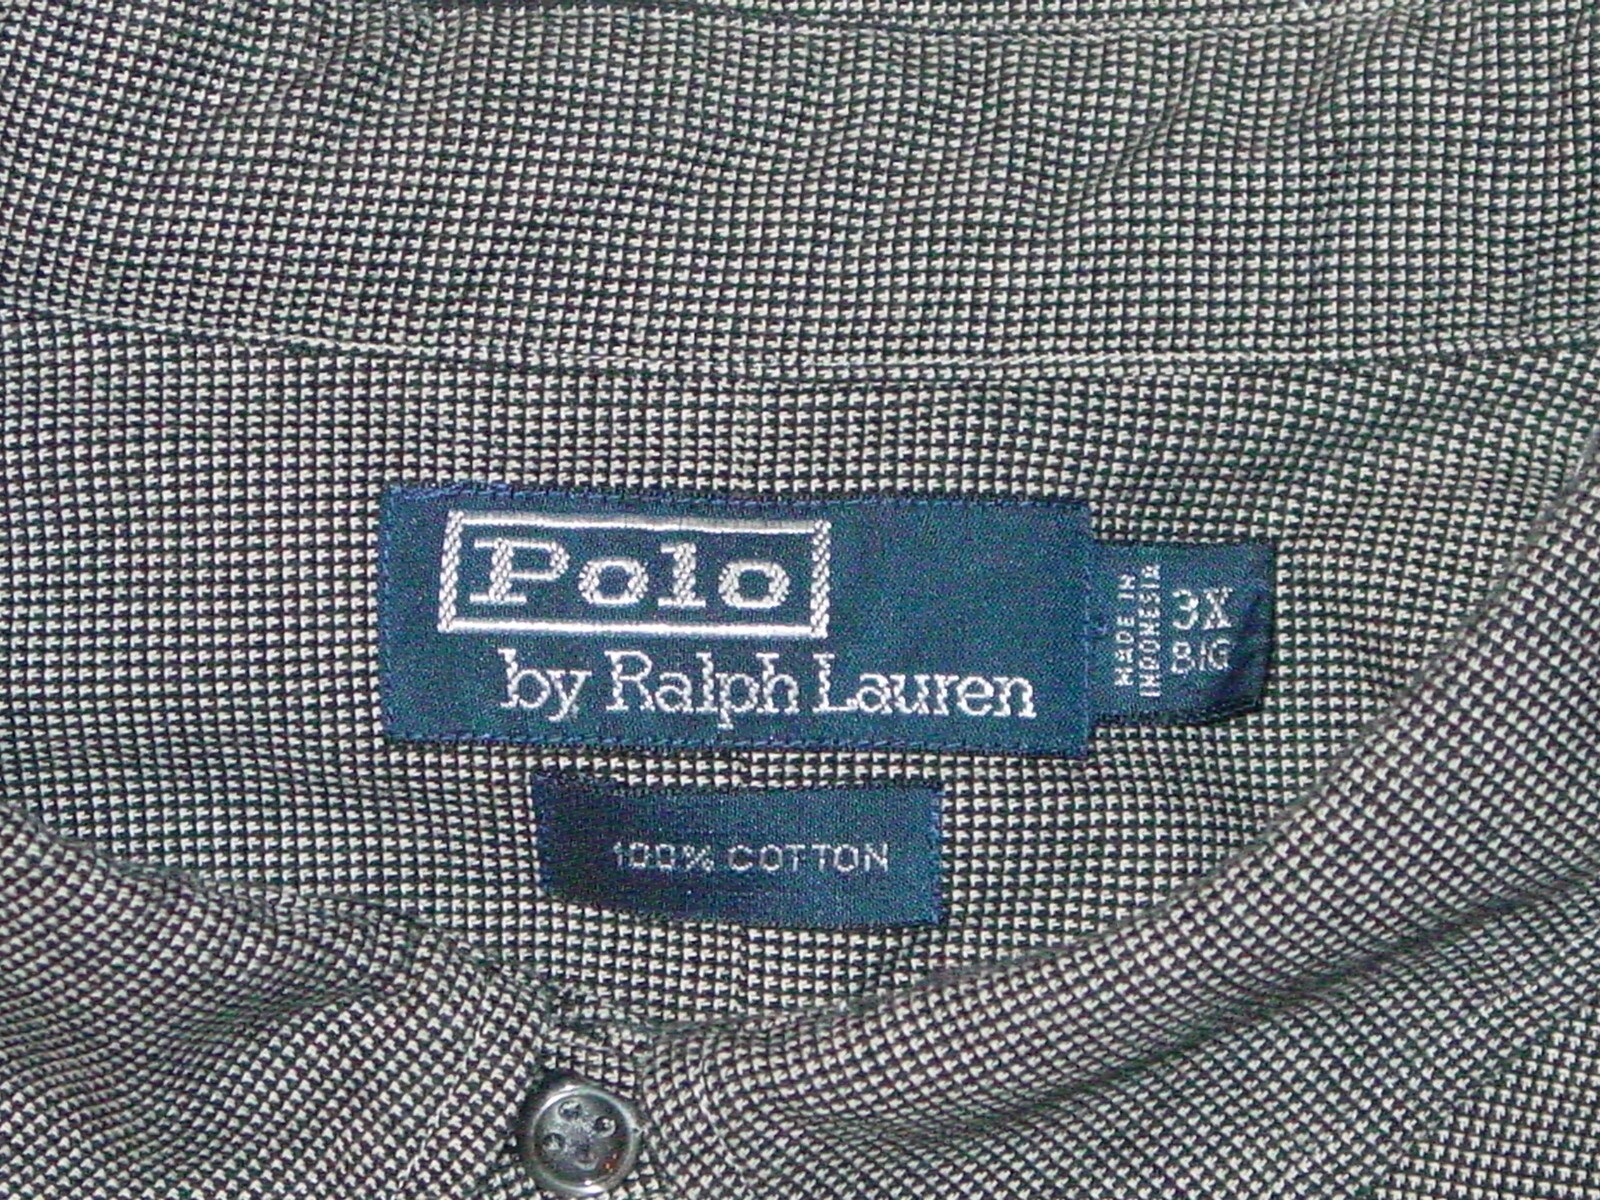 Polo
by Ralph Lauren
MADE IN
INDONESIA
3X
BIG
100% COTTON